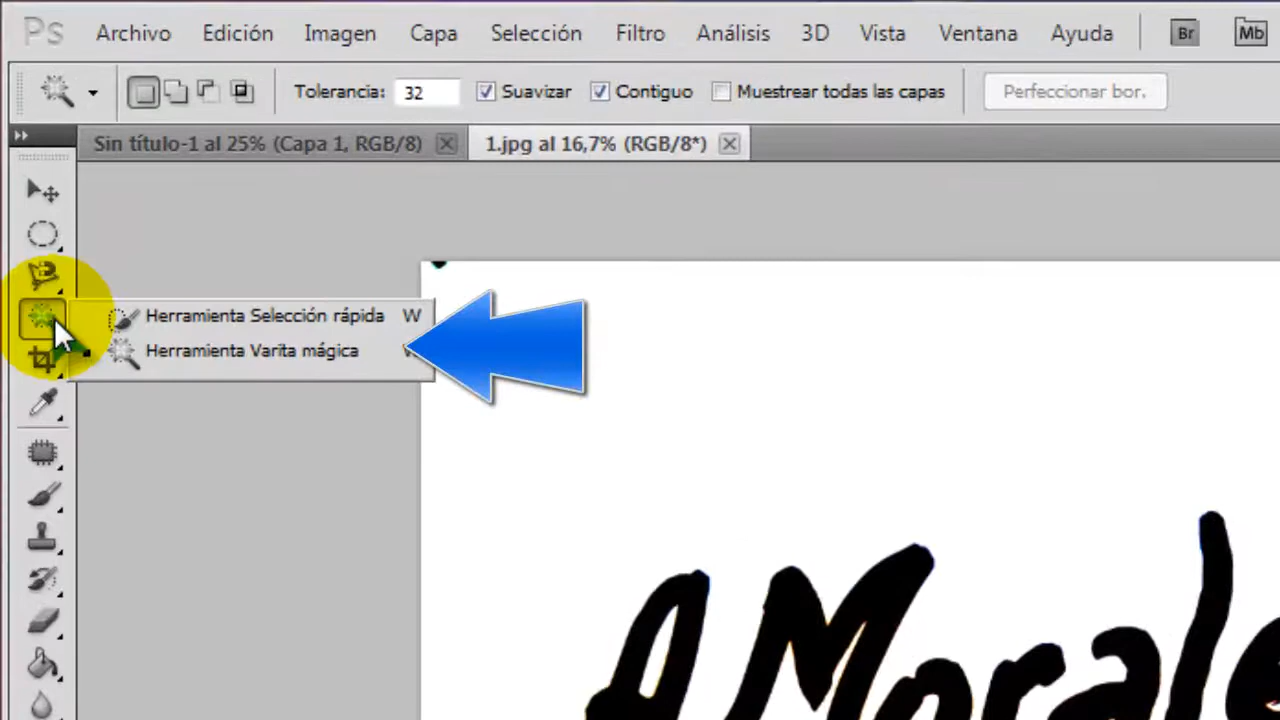 Ps Archivo Edición Imagen Capa Selección Filtro Análisis 3D Vista Ventana Ayuda Br Mb
Tolerancia: 32 Suavizar Contiguo Muestrear todas las capas Perfeccionar bor.
Sin título-1 al 25% (Capa 1, RGB/8) 1.jpg al 16,7% (RGB/8*)
Herramienta Selección rápida W
Herramienta Varita mágica
A Morale